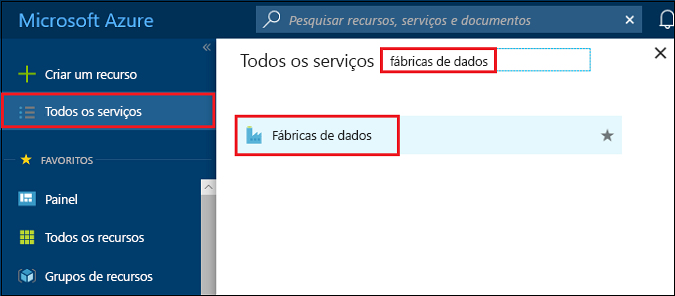 Microsoft Azure
Pesquisar recursos, serviços e documentos
Criar um recurso
Todos os serviços
FAVORITOS
Painel
Todos os recursos
Grupos de recursos
Todos os serviços
fábricas de dados
Fábricas de dados